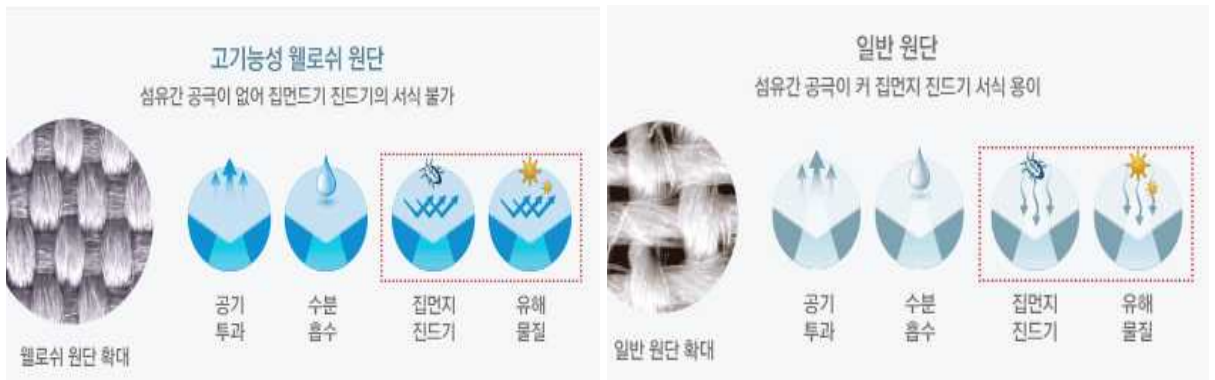 고기능성 웰로쉬 원단
섬유간 공극이 없어 집먼드기 진드기의 서식 불가
공기
투과
수분
흡수
집먼지
진드기
유해
물질
웰로쉬 원단 확대
일반 원단
섬유간 공극이 커 집먼지 진드기 서식 용이
공기
투과
수분
흡수
집먼지
진드기
유해
물질
일반 원단 확대